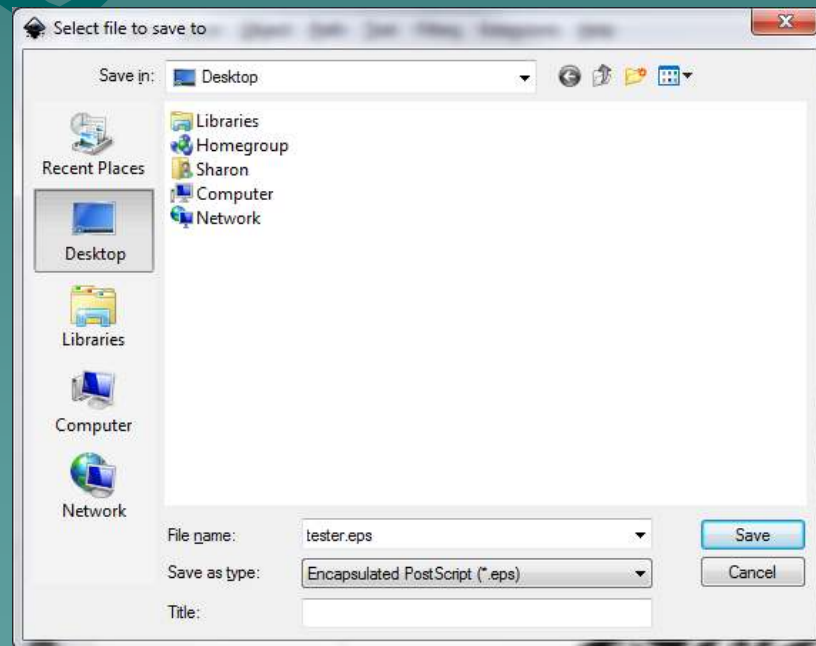 Select file to save to
Save in:
Desktop
Recent Places
Desktop
Libraries
Computer
Network
Libraries
Homegroup
Sharon
Computer
Network
File name:
tester.eps
Save
Save as type:
Encapsulated PostScript (*.eps)
Cancel
Title: